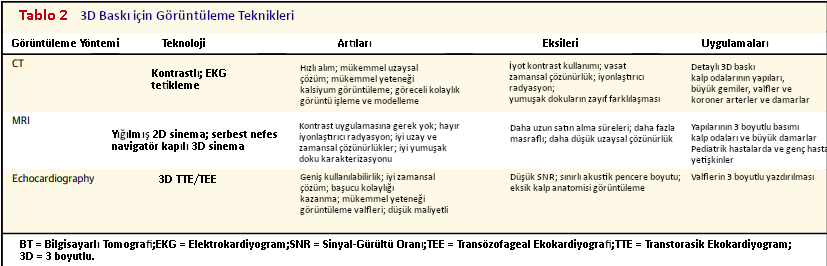 Tablo 2 3D Baskı için Görüntüleme Teknikleri
Görüntüleme Yöntemi Teknoloji Artıları Eksileri Uygulamaları
CT
Kontrastlı; EKG
tetikleme
Hızlı alım; mükemmel uzaysal
çözüm; mükemmel yeteneği
kalsiyum görüntüleme; göreceli kolaylık
görüntü işleme ve modelleme
İyot kontrast kullanımı; vasat
zamansal çözünürlük; iyonlaştırıcı
radyasyon;
yumuşak dokuların zayıf farklılaşması
Detaylı 3D baskı
kalp odalarının yapıları,
büyük gemiler, valfler ve
koroner arterler ve damarlar
MRI
Yığılmış 2D sinema; serbest nefes
navigatör kapılı 3D sinema
Kontrast uygulamasına gerek yok; hayır
iyonlaştırıcı radyasyon; iyi uzay ve
zamansal çözünürlükler; iyi yumuşak
doku karakterizasyonu
Daha uzun satın alma süreleri; daha fazla
masraflı; daha düşük uzaysal çözünürlük
Yapılarının 3 boyutlu basımı
kalp odaları ve büyük damarlar
Pediatrik hastalarda ve genç hasta
yetişkinler
Echocardiography
3D TTE/TEE
Geniş kullanılabilirlik; iyi zamansal
çözüm; başucu kolaylığı
kazanma; mükemmel yeteneği
görüntüleme valfleri; düşük maliyetli
Düşük SNR; sınırlı akustik pencere boyutu;
eksik kalp anatomisi görüntüleme
Valflerin 3 boyutlu yazdırılması
BT = Bilgisayarlı Tomografi;EKG = Elektrokardiyogram;SNR = Sinyal-Gürültü Oranı;TEE = Transözofageal Ekokardiyografi;TTE = Transtorasik Ekokardiyogram;
3D = 3 boyutlu.